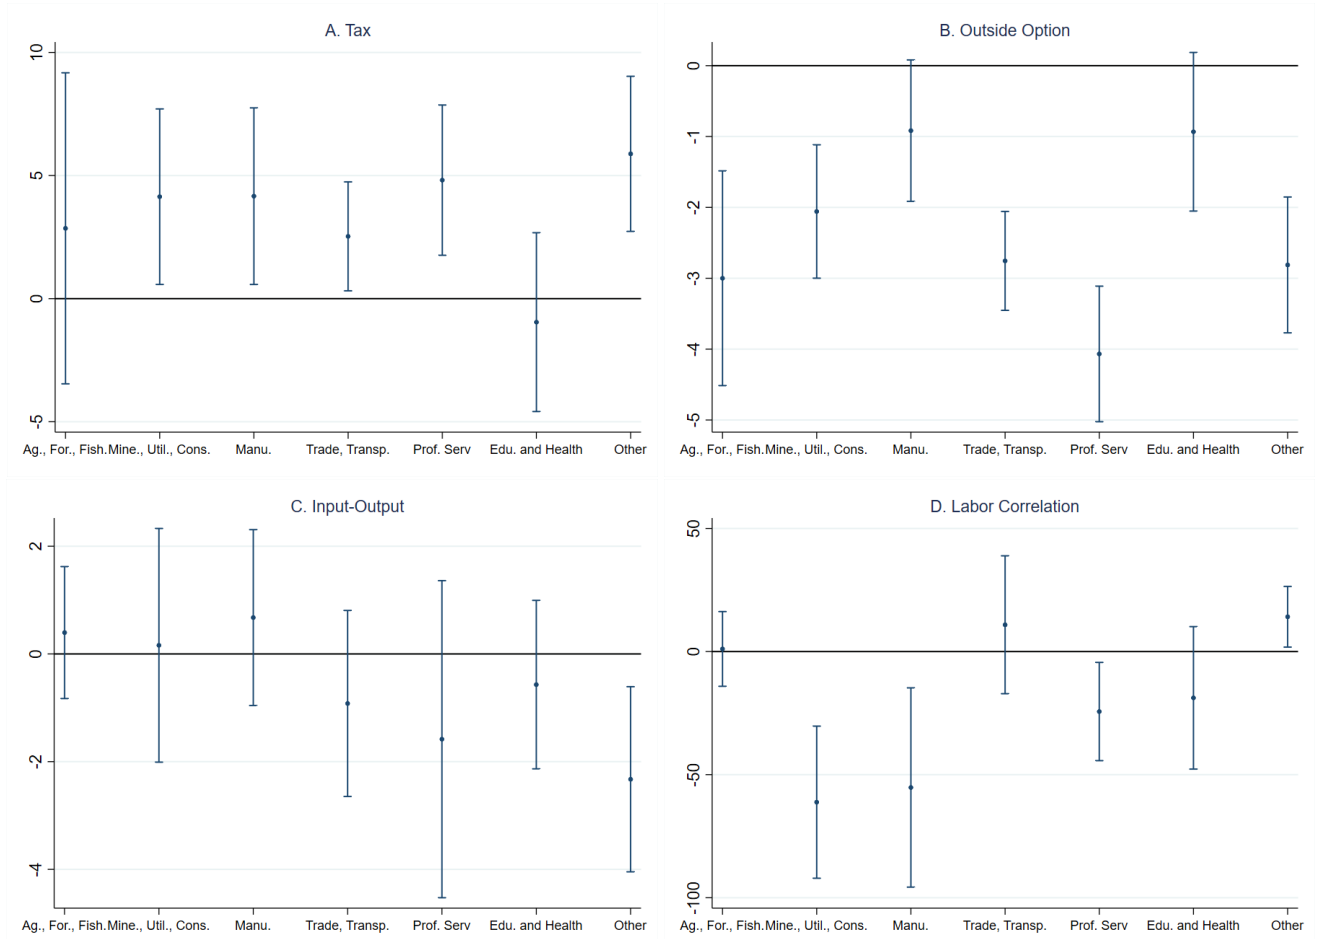 A. Tax
10
5
0
-5
Ag., For., Fish. Mine., Util., Cons. Manu. Trade, Transp. Prof. Serv Edu. and Health Other
B. Outside Option
0
-1
-2
-3
-4
-5
Ag., For., Fish. Mine., Util., Cons. Manu. Trade, Transp. Prof. Serv Edu. and Health Other
C. Input-Output
2
0
-2
-4
Ag., For., Fish. Mine., Util., Cons. Manu. Trade, Transp. Prof. Serv Edu. and Health Other
D. Labor Correlation
50
0
-50
-100
Ag., For., Fish. Mine., Util., Cons. Manu. Trade, Transp. Prof. Serv Edu. and Health Other